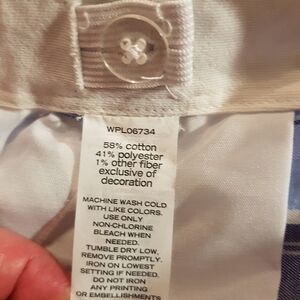 WPL06734
58% cotton
41% polyester
1% other fiber
exclusive of
decoration
MACHINE WASH COLD
WITH LIKE COLORS.
USE ONLY
NON-CHLORINE
BLEACH WHEN
NEEDED.
TUMBLE DRY LOW,
REMOVE PROMPTLY.
IRON ON LOWEST
SETTING IF NEEDED.
DO NOT IRON
ANY PRINTING
OR EMBELLISHMENTS